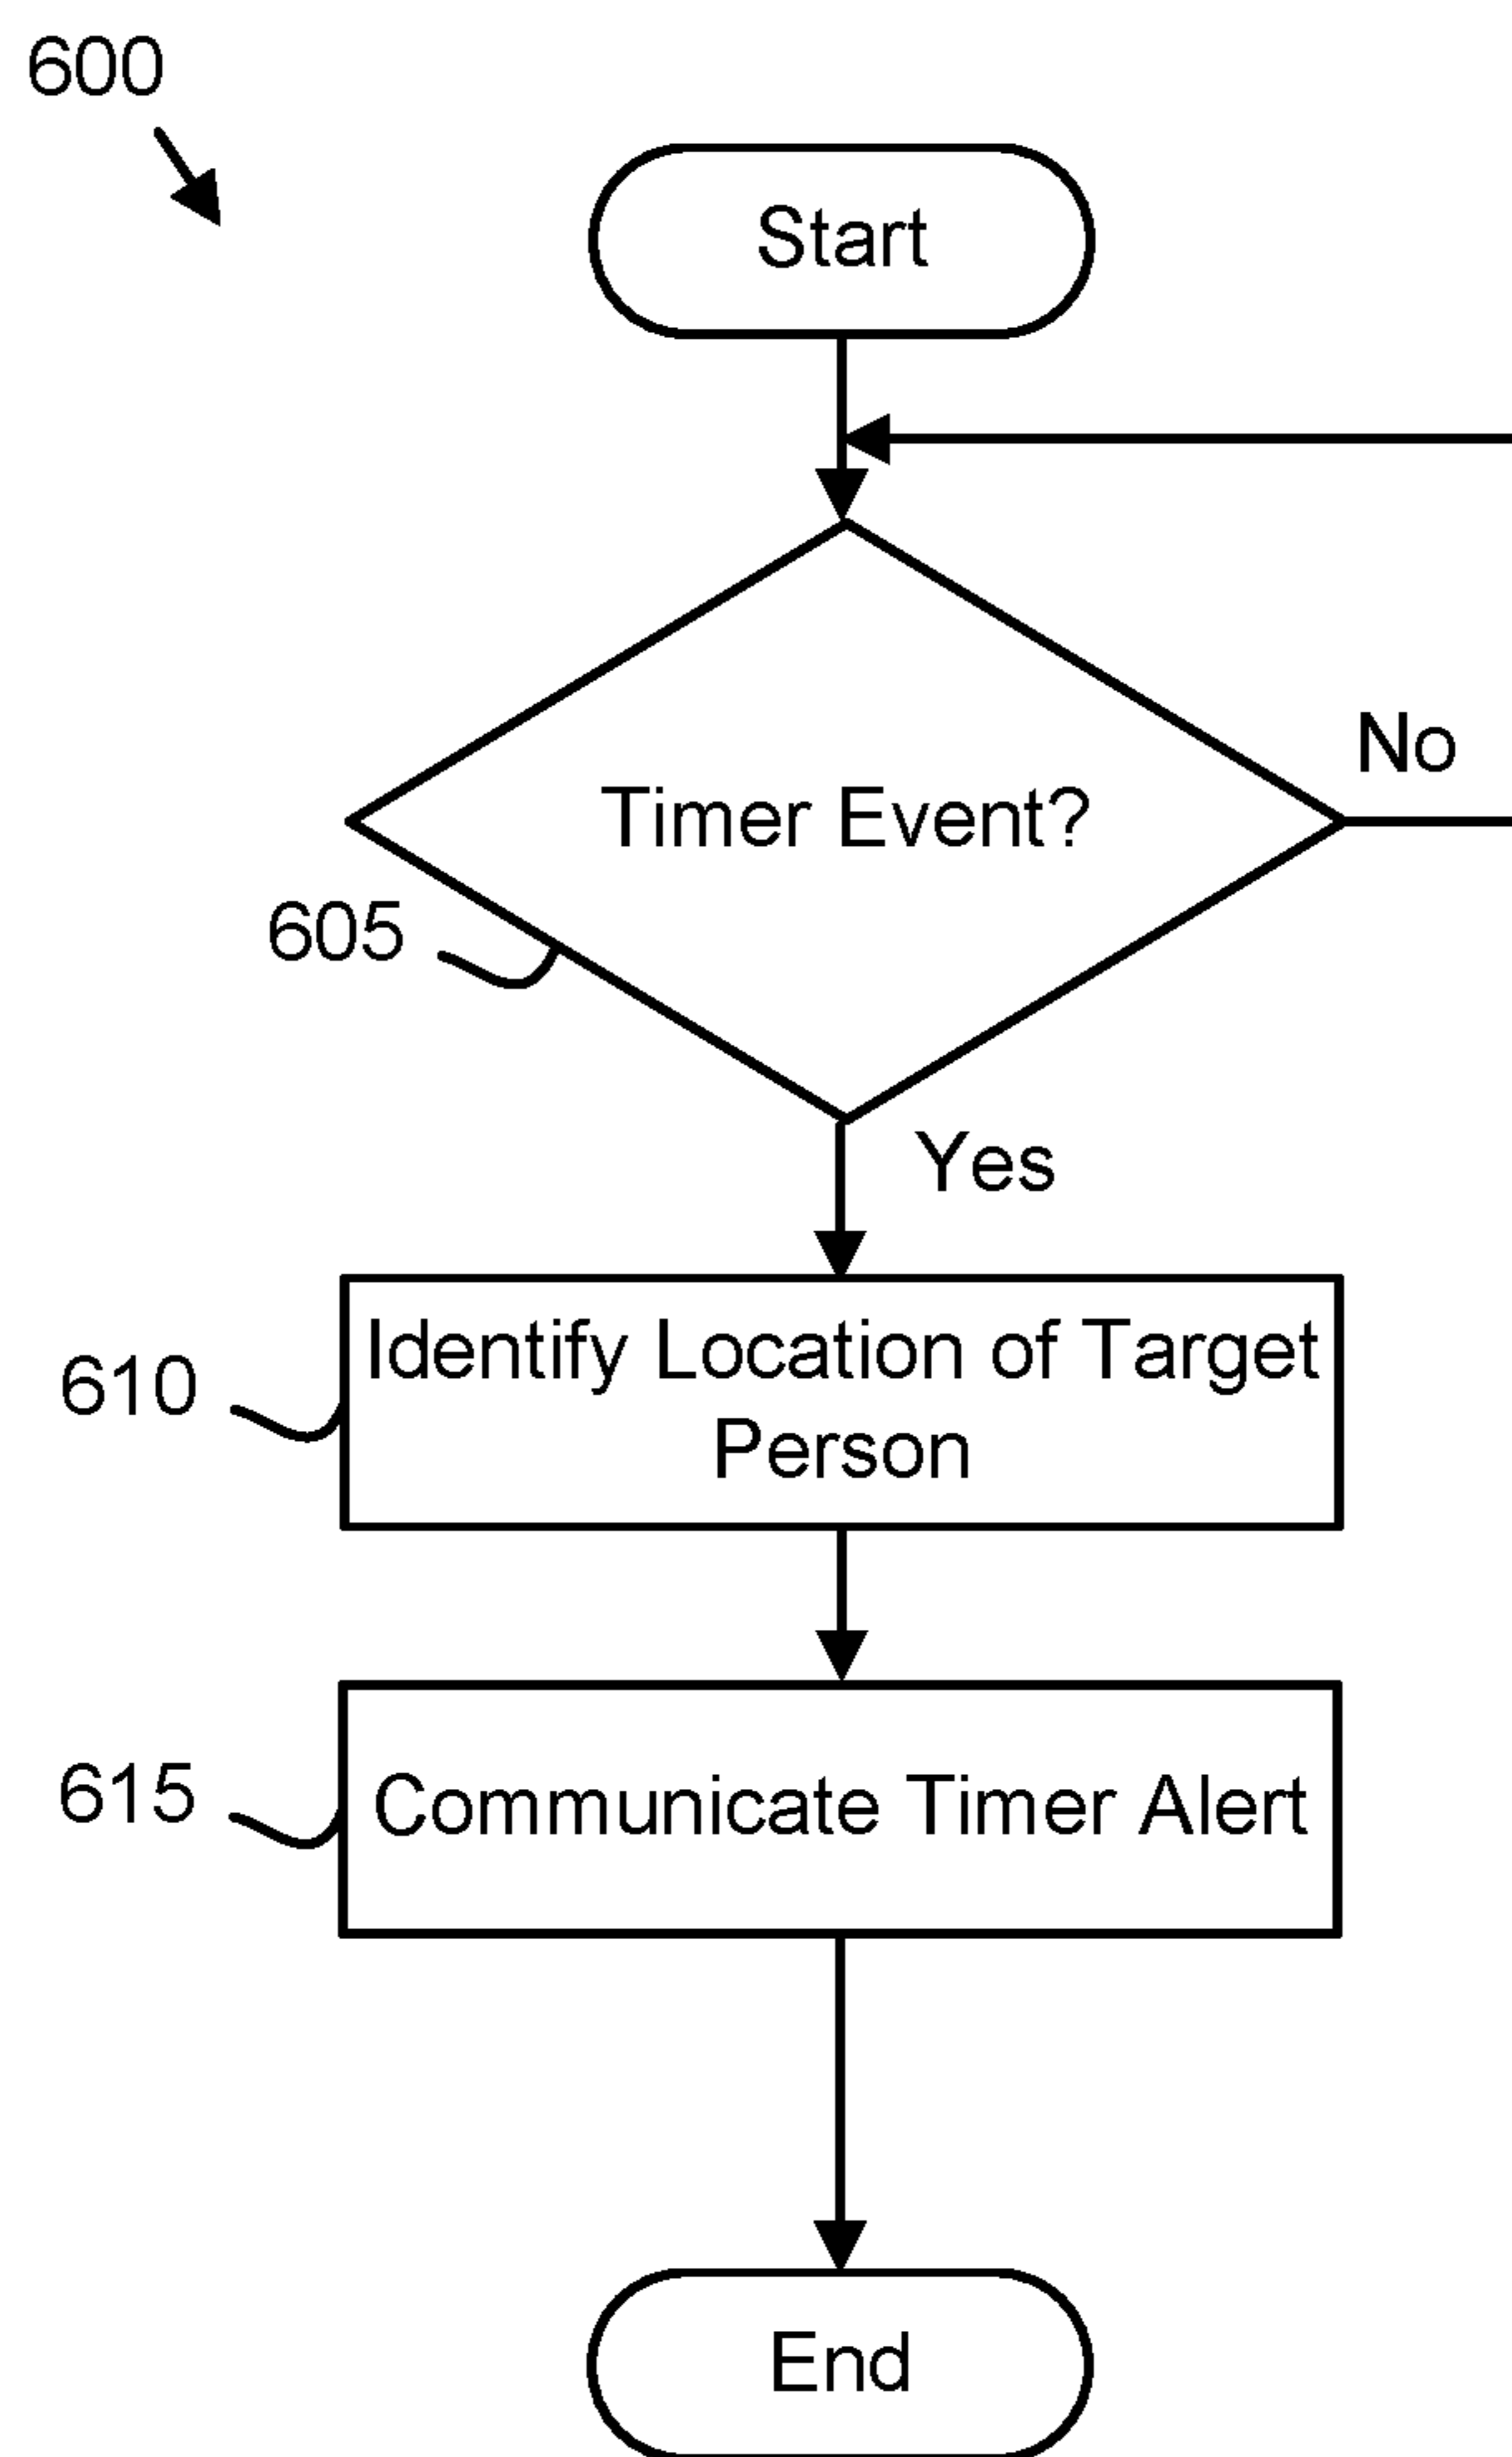 600
Start
No
Timer Event?
605
Yes
Identify Location of Target
Person
610
615
Communicate Timer Alert
End